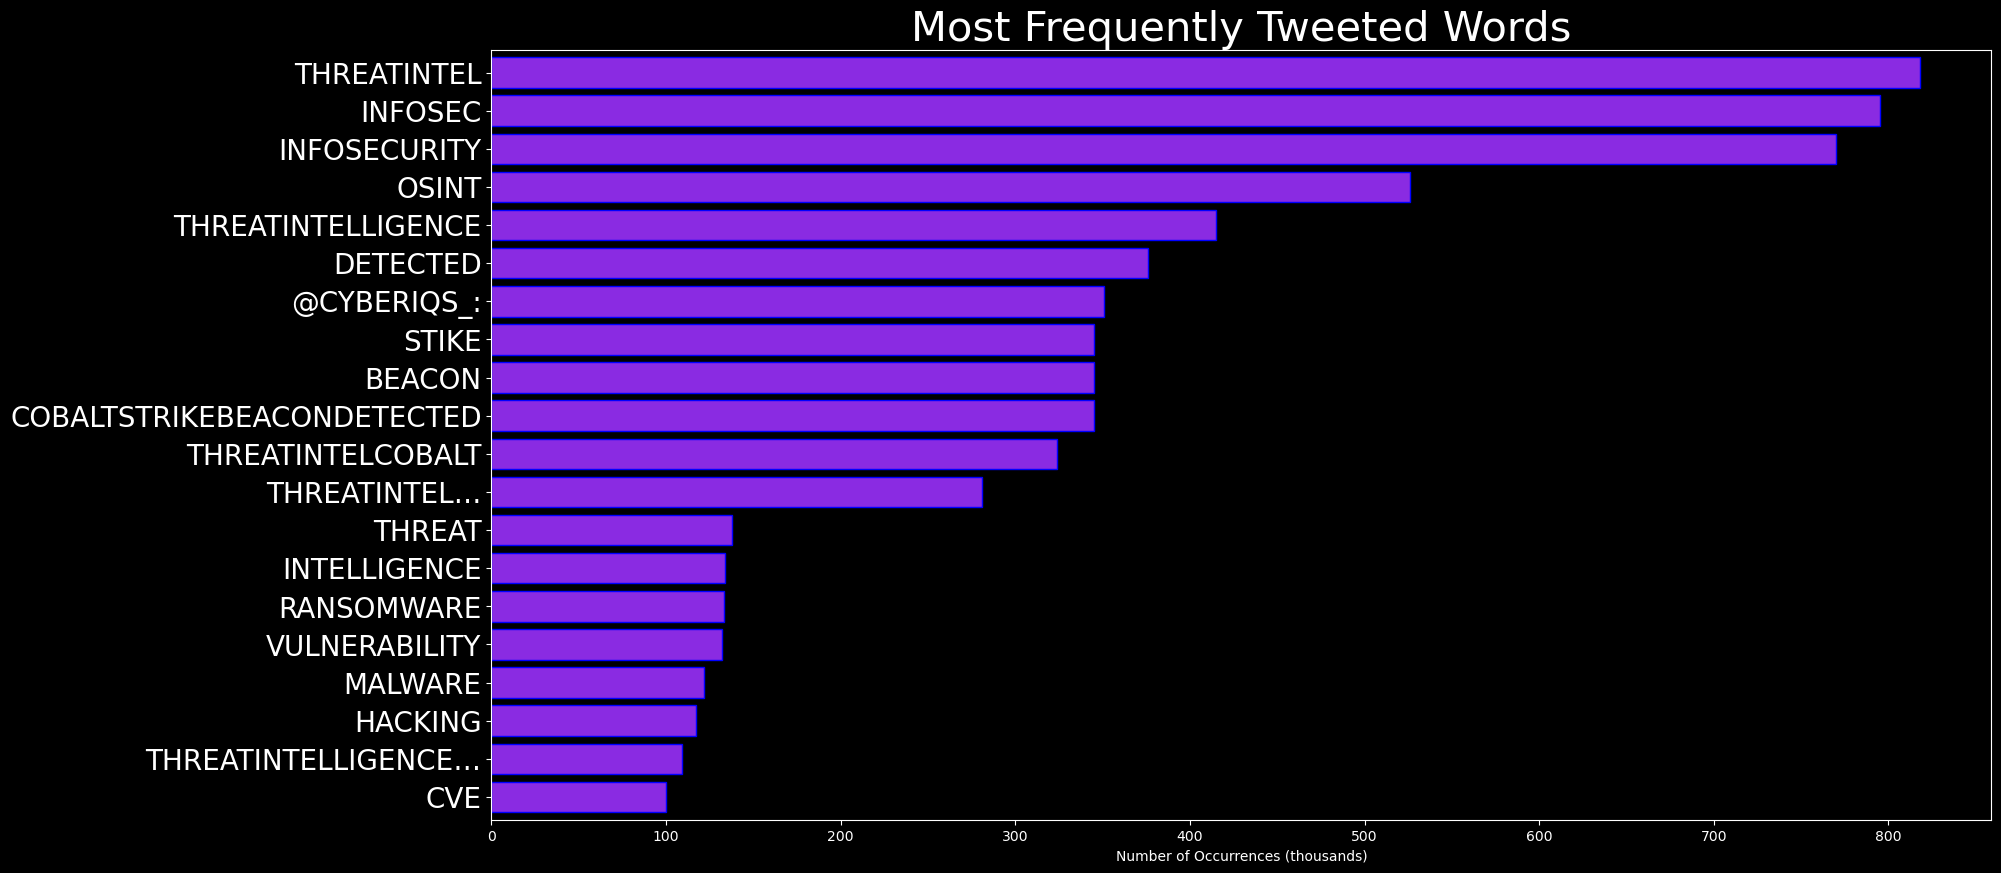 Most Frequently Tweeted Words
THREATINTEL
INFOSEC
INFOSECURITY
OSINT
THREATINTELLIGENCE
DETECTED
@CYBERIQS_:
STIKE
BEACON
COBALTSTRIKEBEACONDETECTED
THREATINTELCOBALT
THREATINTEL…
THREAT
INTELLIGENCE
RANSOMWARE
VULNERABILITY
MALWARE
HACKING
THREATINTELLIGENCE…
CVE
0 100 200 300 400 500 600 700 800
Number of Occurrences (thousands)